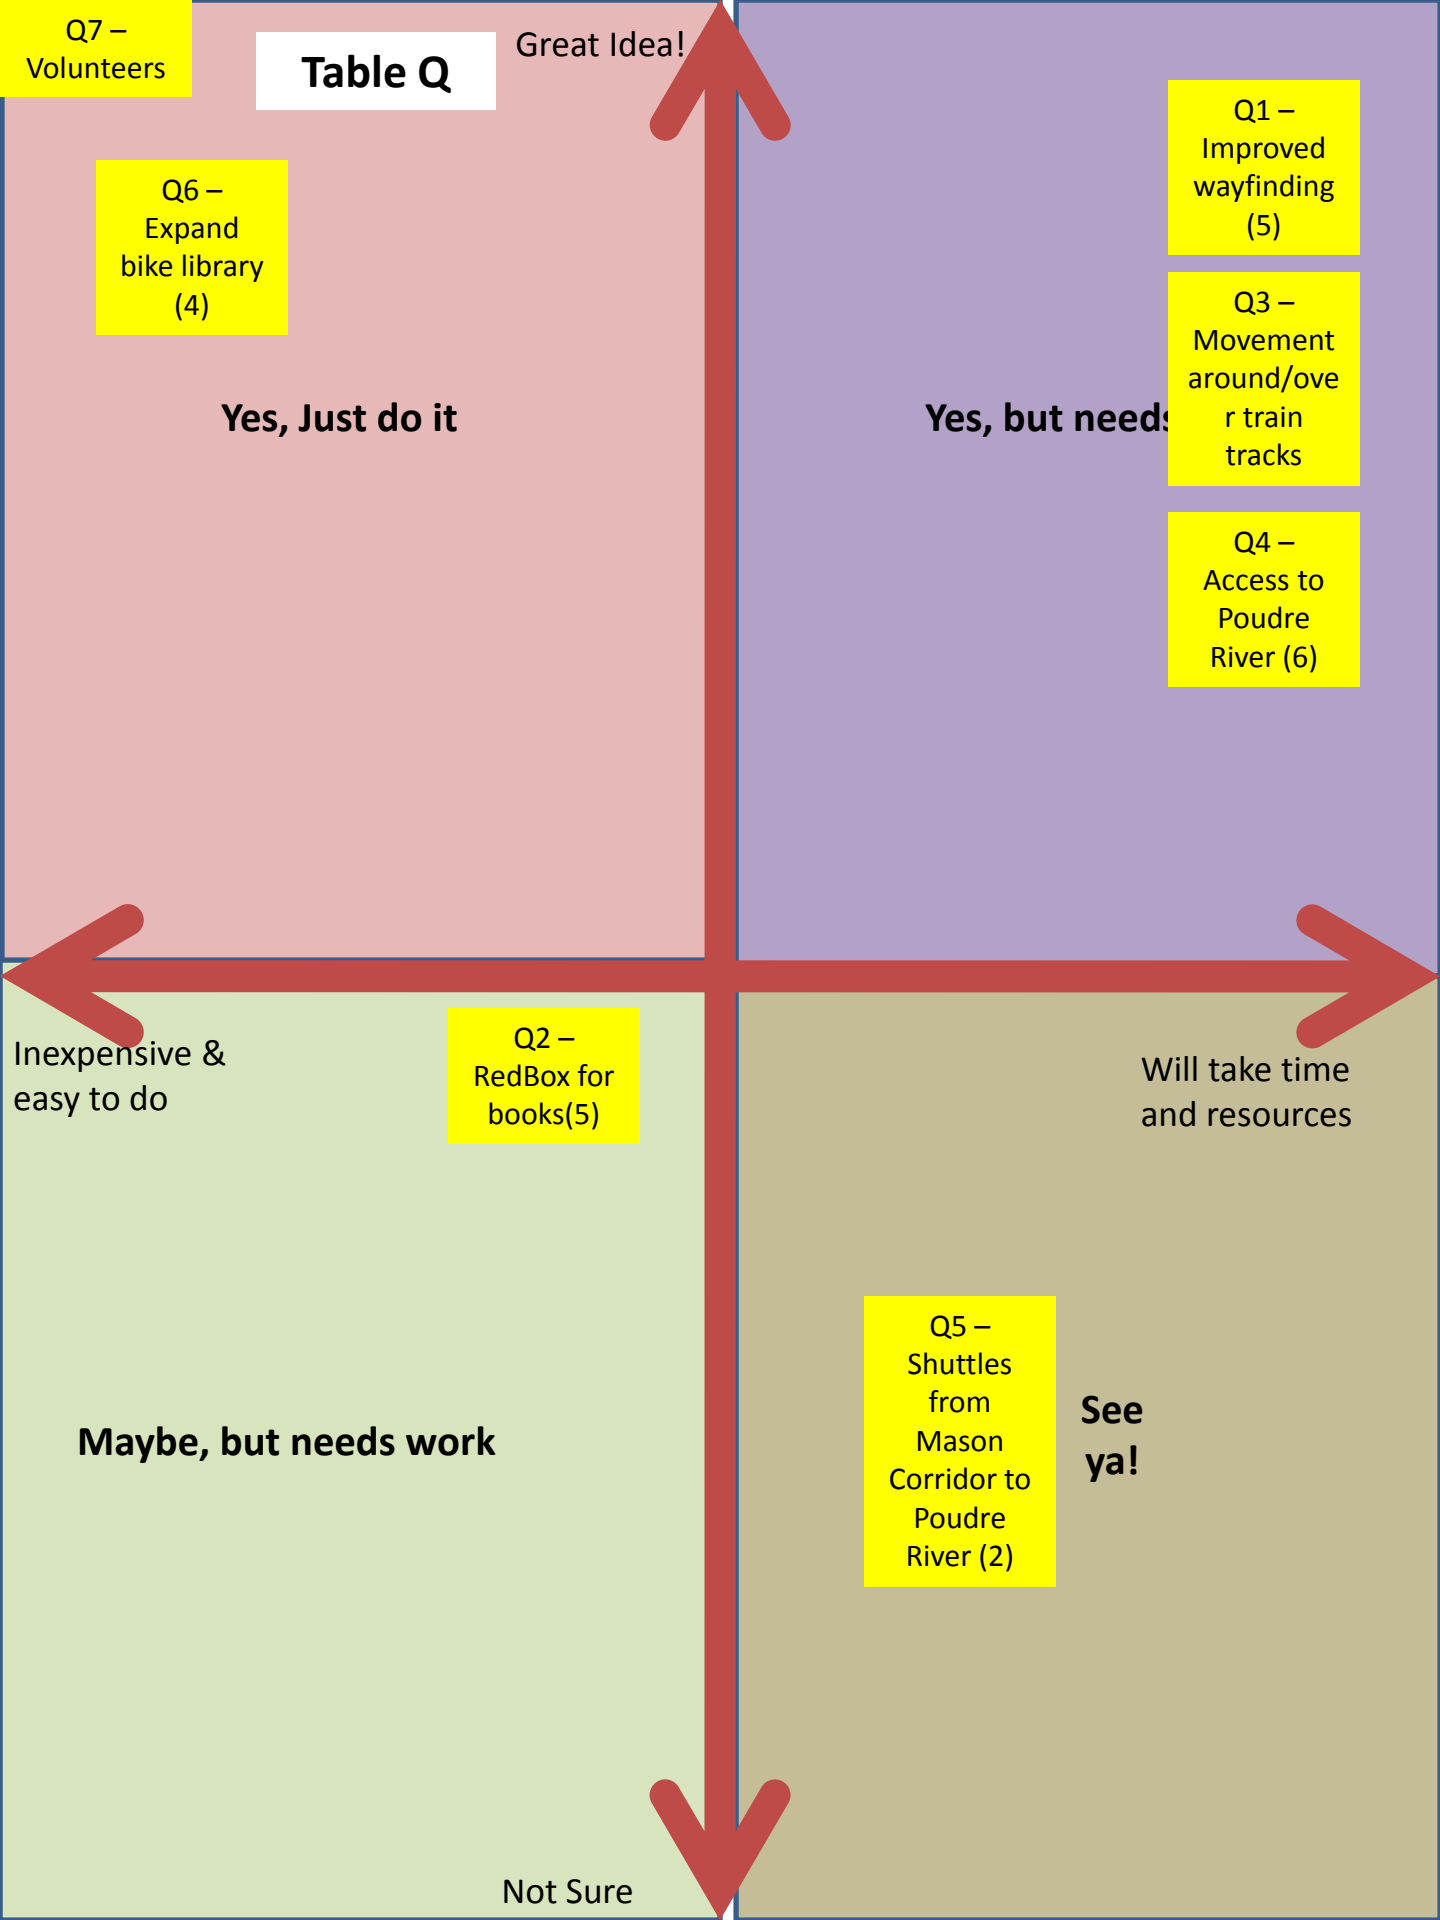 Q7 –
Volunteers
Table Q
Great Idea!
Q1 –
Improved
wayfinding
(5)
Q6 –
Expand
bike library
(4)
Q3 –
Movement
around/ove
r train
tracks
Yes, Just do it
Yes, but needs
Q4 –
Access to
Poudre
River (6)
Inexpensive &
easy to do
Q2 –
RedBox for
books(5)
Will take time
and resources
Q5 –
Shuttles
from
Mason
Corridor to
Poudre
River (2)
See
ya!
Maybe, but needs work
Not Sure